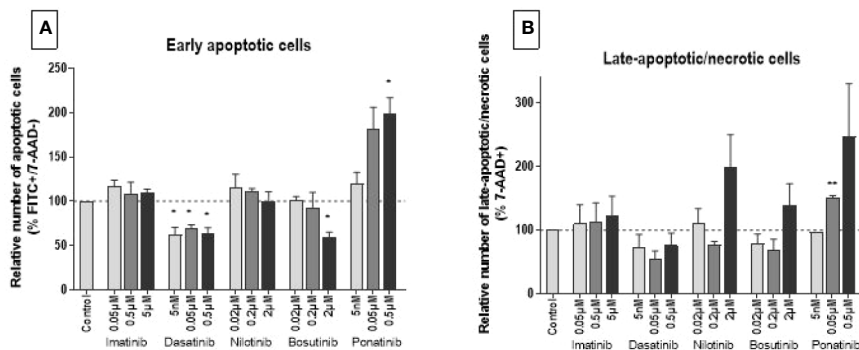 A
Early apoptotic cells
Relative number of apoptotic cells
(% FITC+/7-AAD-)
250
200
150
100
50
0
* * * * *
Control
0.05μM
0.5μM
5μM
5nM
0.05μM
0.5μM
0.02μM
0.2μM
2μM
0.02μM
0.2μM
2μM
5nM
0.05μM
0.5μM
Imatinib Dasatinib Nilotinib Bosutinib Ponatinib
B
Late-apoptotic/necrotic cells
Relative number of late-apoptotic/necrotic cells
(% 7-AAD+)
300
200
100
0
**
Control
0.05μM
0.5μM
5μM
5nM
0.05μM
0.5μM
0.02μM
0.2μM
2μM
0.02μM
0.2μM
2μM
5nM
0.05μM
0.5μM
Imatinib Dasatinib Nilotinib Bosutinib Ponatinib